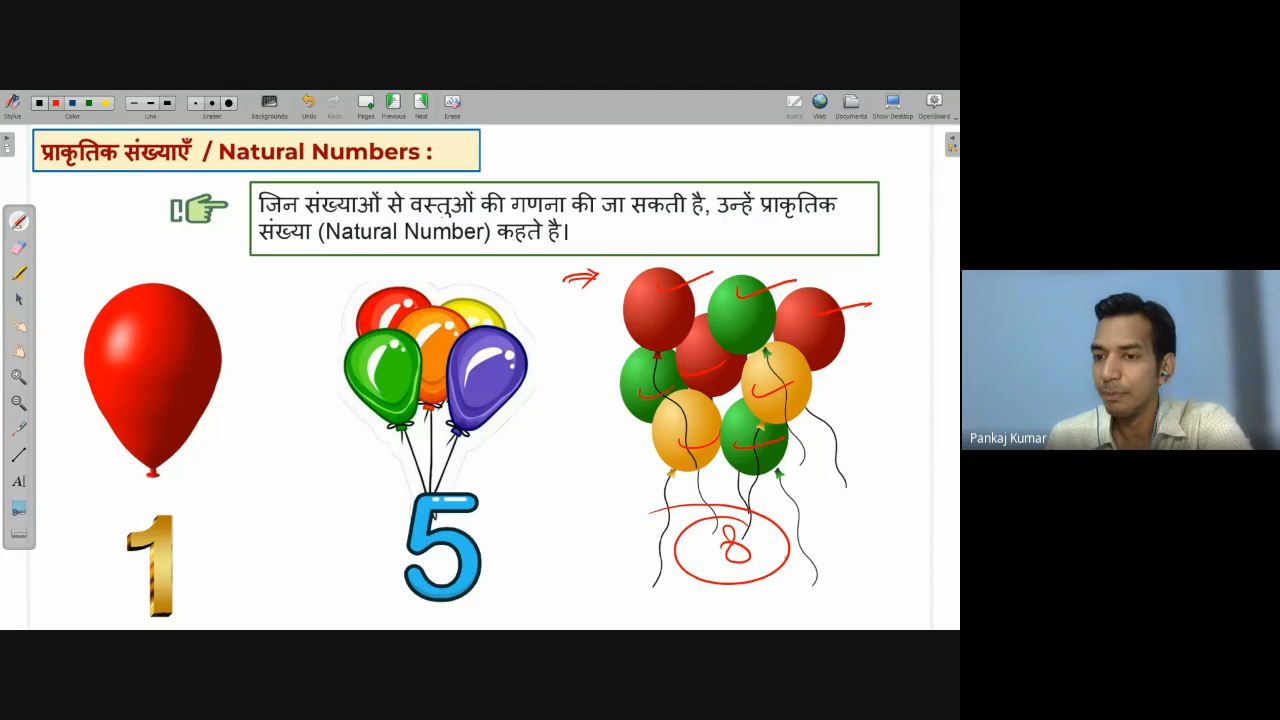 Stylus
Color
Line
Eraser
Backgrounds
Undo
Redo
Pages
Previous
Next
Erase
Board
Web
Documents
Show Desktop
OpenBoard
प्राकृतिक संख्याएँ / Natural Numbers :
जिन संख्याओं से वस्तुओं की गणना की जा सकती है, उन्हें प्राकृतिक
संख्या (Natural Number) कहते है।
AI
1
5
8
Pankaj Kumar